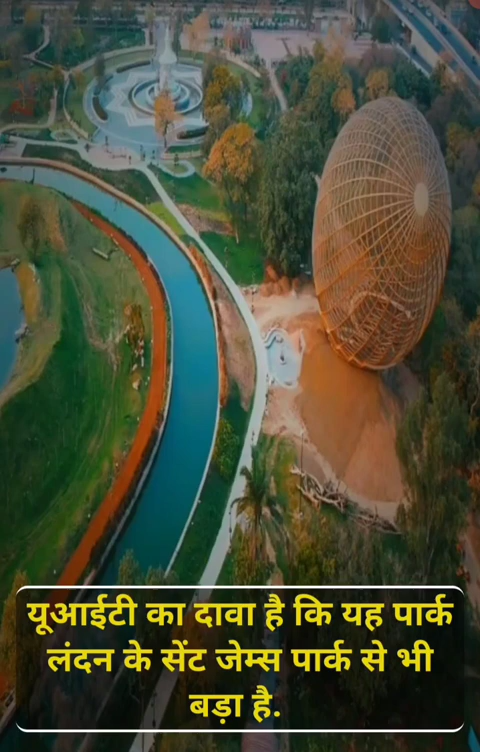 यूआईटी का दावा है कि यह पार्क
लंदन के सेंट जेम्स पार्क से भी
बड़ा है.